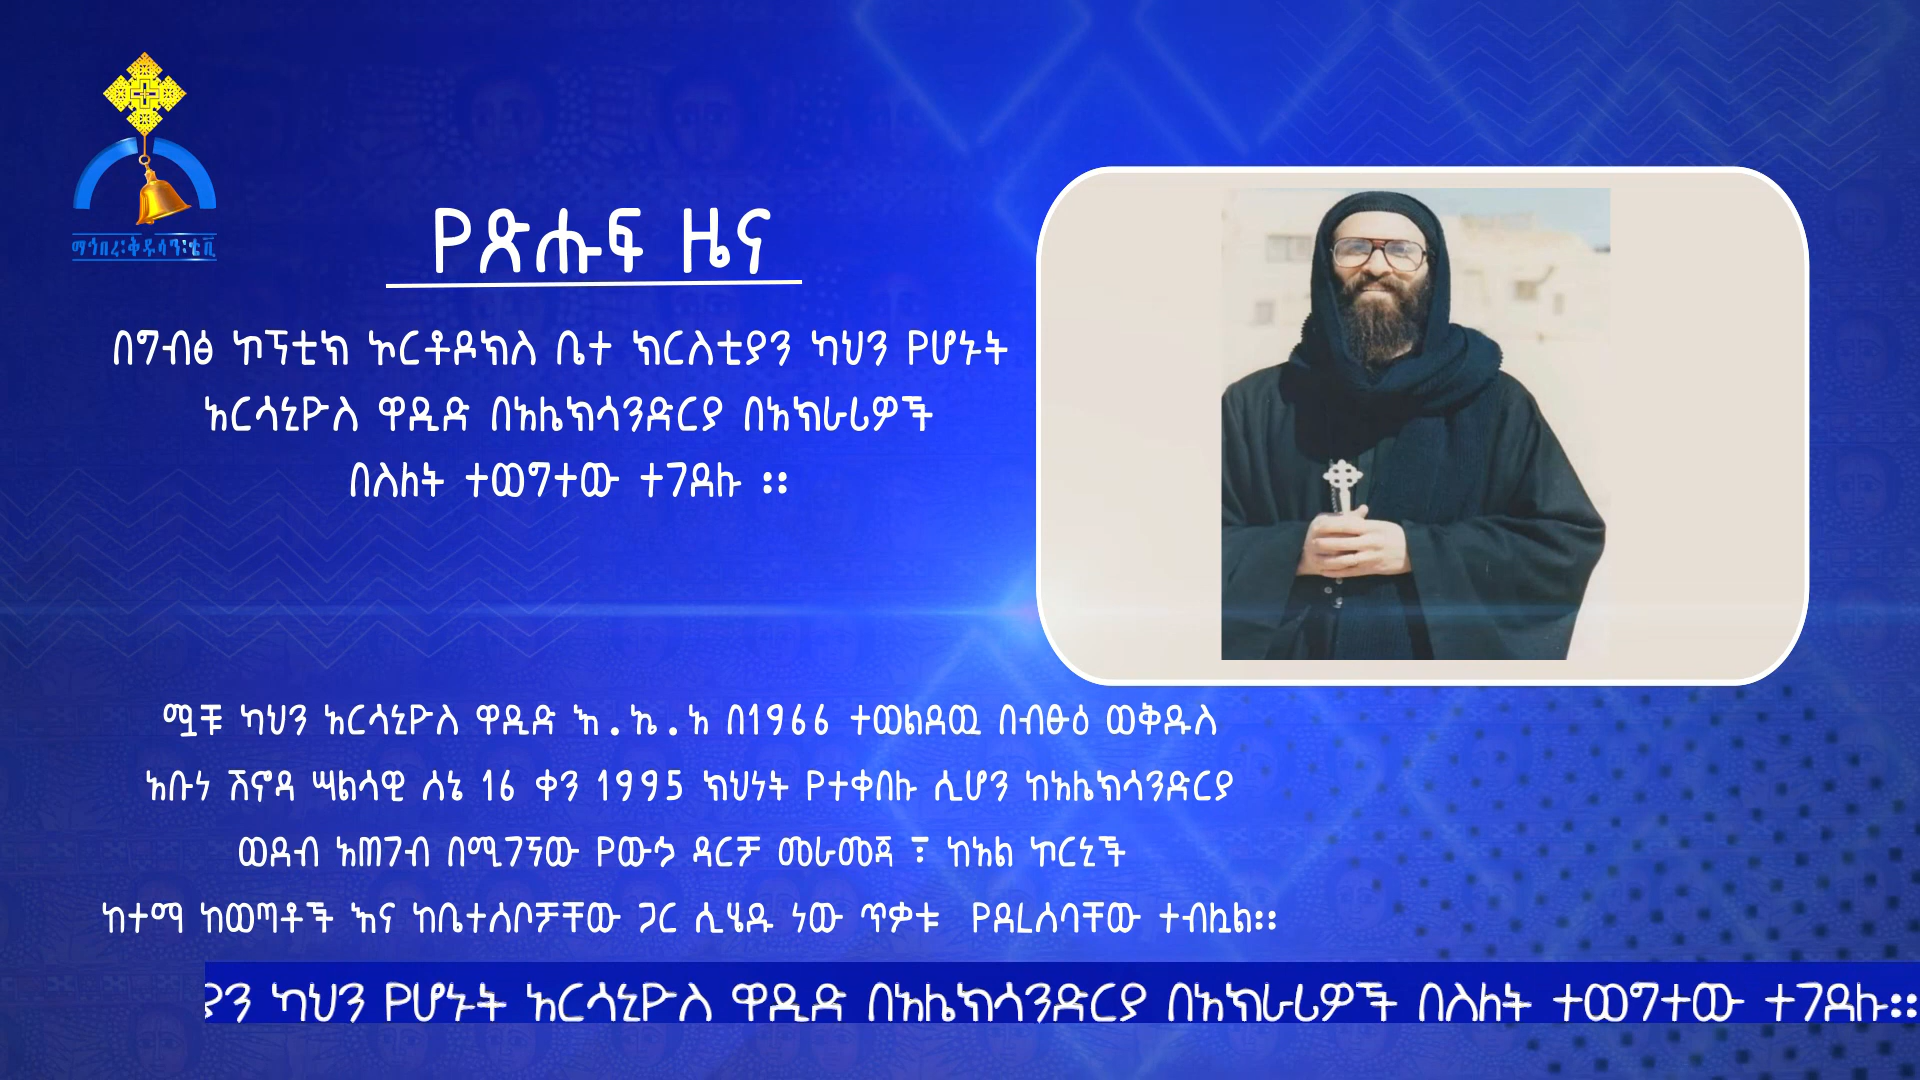 ማኅበረ፡ቅዱሳን፡ቴቪ
የጽሑፍ ዜና
በግብፅ ኮፕቲክ ኦርቶዶክስ ቤተ ክርስቲያን ካህን የሆኑት
አርሳኒዮስ ዋዲድ በአሌክሳንድርያ በአክራሪዎች
በስለት ተወግተው ተገደሉ ፡፡
ሟቹ ካህን አርሳኒዮስ ዋዲድ እ.ኤ.አ በ1966 ተወልደዉ በብፁዕ ወቅዱስ
አቡነ ሽኖዳ ሣልሳዊ ሰኔ 16 ቀን 1995 ክህነት የተቀበሉ ሲሆን ከአሌክሳንድርያ
ወደብ አጠገብ በሚገኘው የውኃ ዳርቻ መራመጃ ፣ ከአል ኮርኒች
ከተማ ከወጣቶች እና ከቤተሰቦቻቸው ጋር ሲሄዱ ነው ጥቃቱ የደረሰባቸው ተብሏል፡፡
ያን ካህን የሆኑት አርሳኒዮስ ዋዲድ በአሌክሳንድርያ በአክራሪዎች በስለት ተወግተው ተገደሉ፡፡